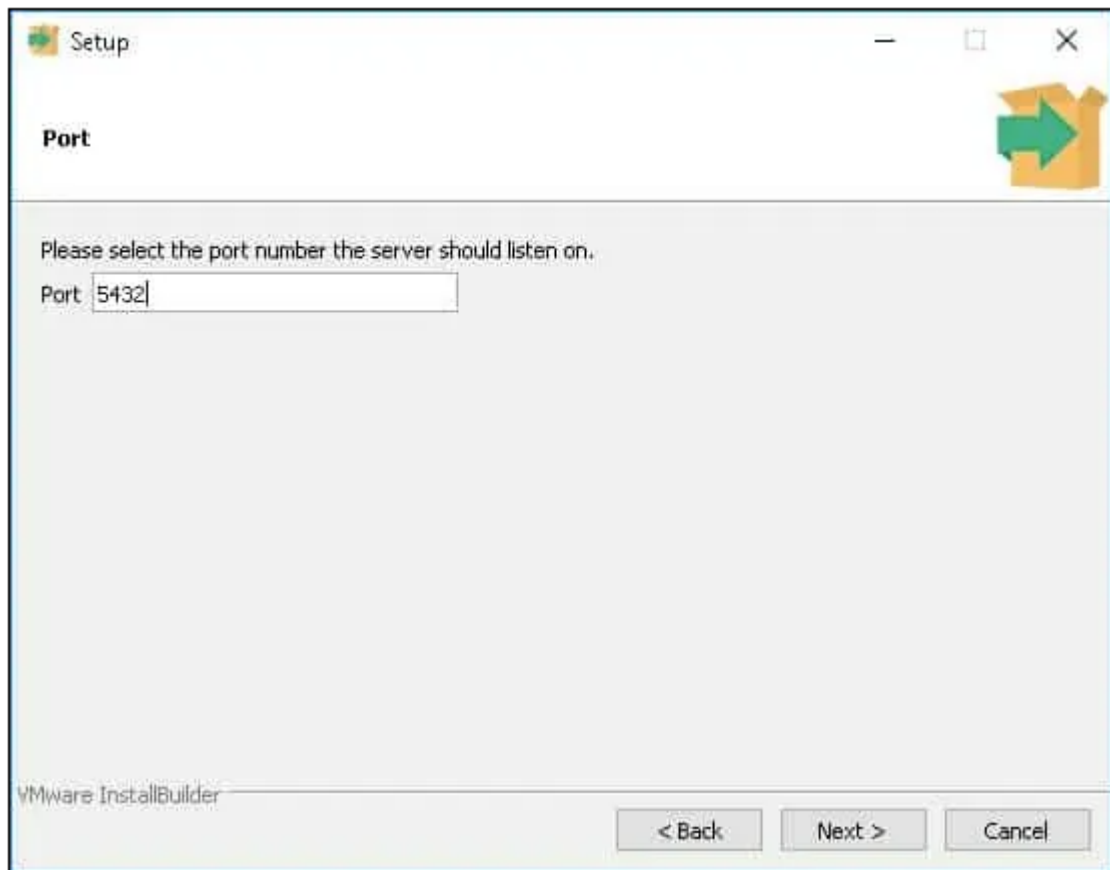 Setup
Port
Please select the port number the server should listen on.
Port 5432
VMware InstallBuilder
< Back Next > Cancel